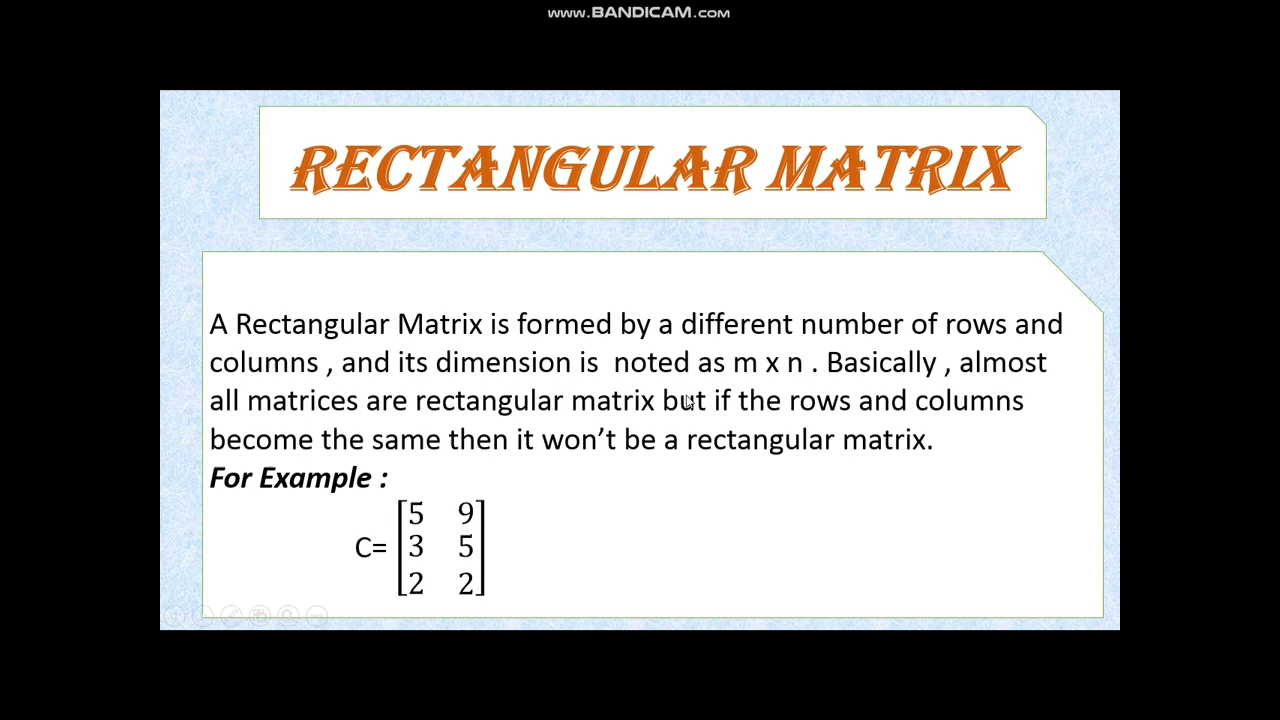 www.BANDICAM.com
RECTANGULAR MATRIX
A Rectangular Matrix is formed by a different number of rows and
columns , and its dimension is  noted as m x n . Basically , almost
all matrices are rectangular matrix but if the rows and columns
become the same then it won’t be a rectangular matrix.
For Example :
5 9
C= 3 5
2 2